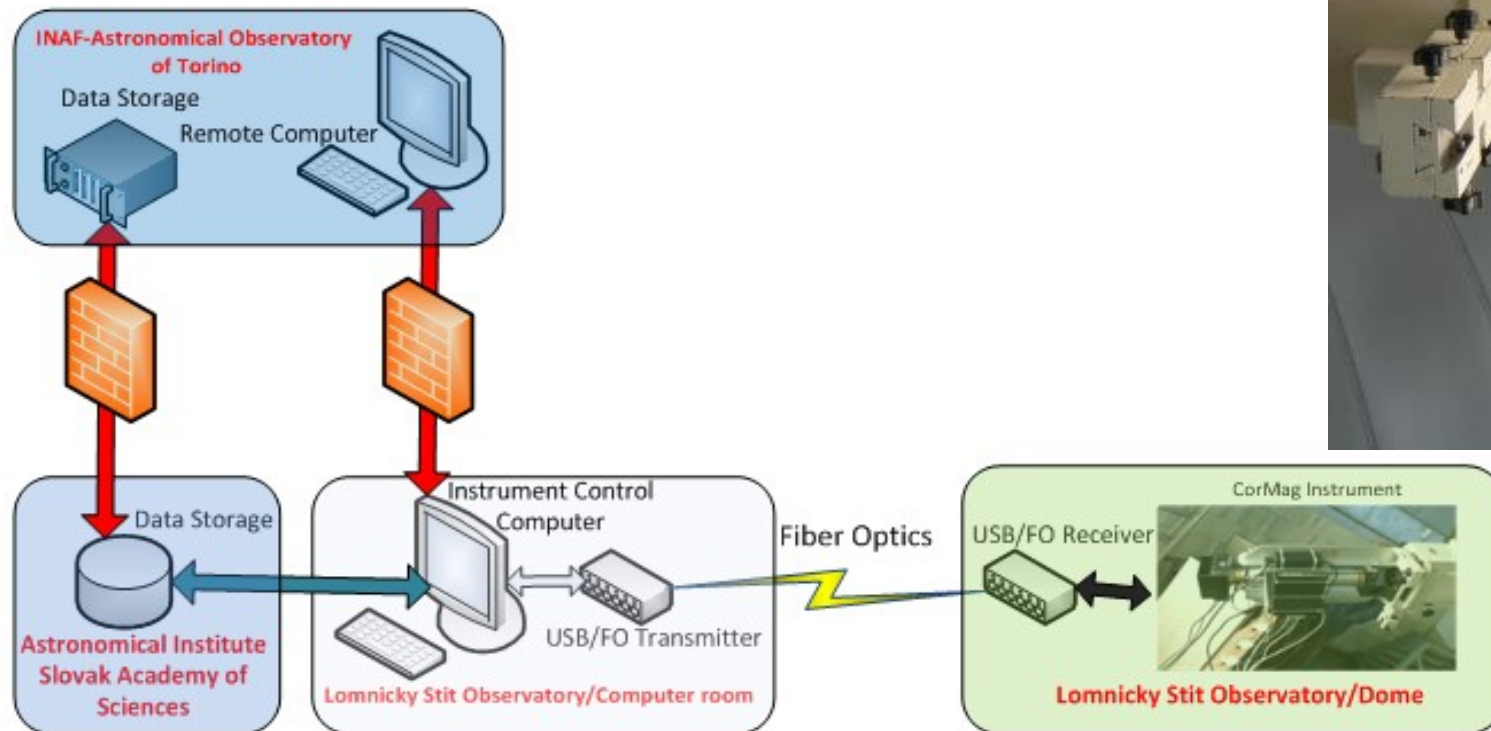 INAF-Astronomical Observatory
of Torino
Data Storage
Remote Computer
Data Storage
Astronomical Institute
Slovak Academy of
Sciences
Instrument Control
Computer
USB/FO Transmitter
Lomnicky Stit Observatory/Computer room
Fiber Optics
USB/FO Receiver
CorMag Instrument
Lomnicky Stit Observatory/Dome